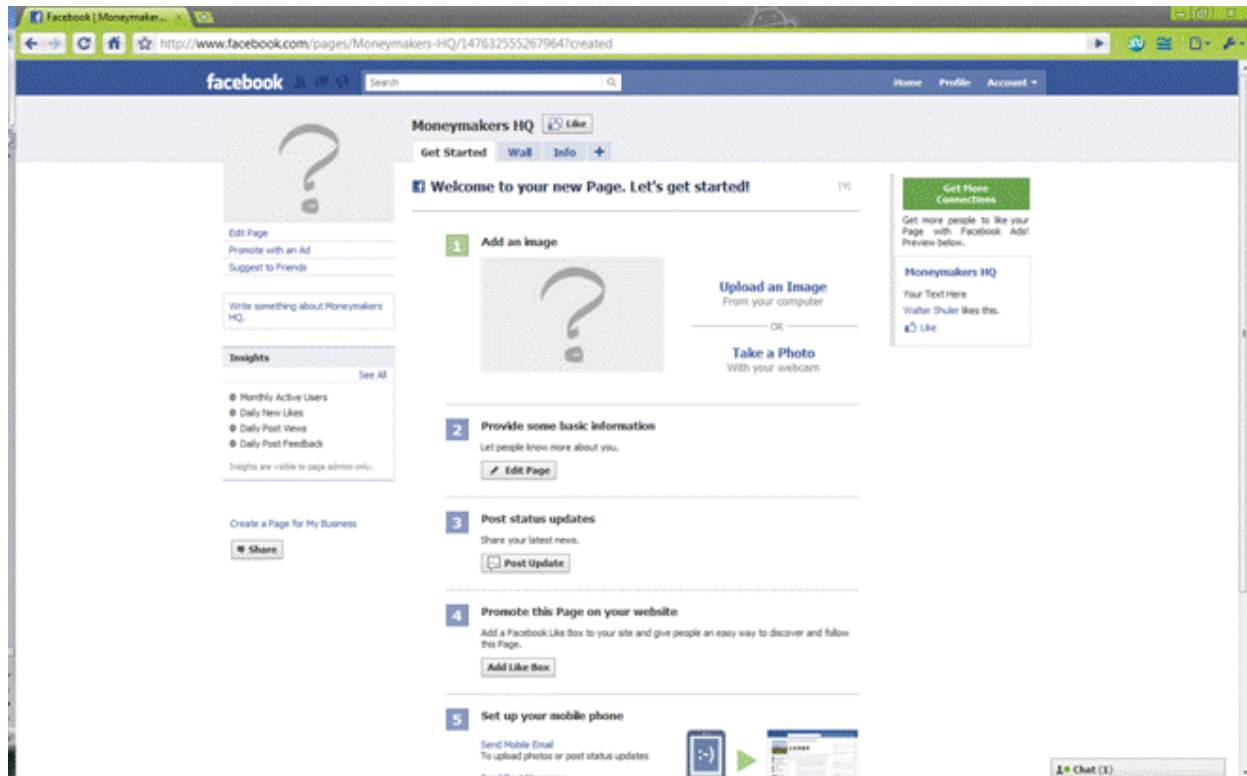 Facebook | Moneymaker...
http://www.facebook.com/pages/Moneymakers-HQ/147632555267964?created
facebook
Search
Home Profile Account
Moneymakers HQ Like
Get Started Wall Info +
Welcome to your new Page. Let's get started!
[?]
Edit Page
Promote with an Ad
Suggest to Friends
Write something about Moneymakers
HQ.
Insights
See All
0 Monthly Active Users
0 Daily New Likes
0 Daily Post Views
0 Daily Post Feedback
Insights are visible to page admins only.
Create a Page for My Business
Share
1 Add an image
Upload an Image
From your computer
OR
Take a Photo
With your webcam
2 Provide some basic information
Let people know more about you.
Edit Page
3 Post status updates
Share your latest news.
Post Update
4 Promote this Page on your website
Add a Facebook Like Box to your site and give people an easy way to discover and follow
this Page.
Add Like Box
5 Set up your mobile phone
Send Mobile Email
To upload photos or post status updates
:-)
Get More
Connections
Get more people to like your
Page with Facebook Ads!
Preview below.
Moneymakers HQ
Your Text Here
Walter Shuler likes this.
Like
Chat (1)